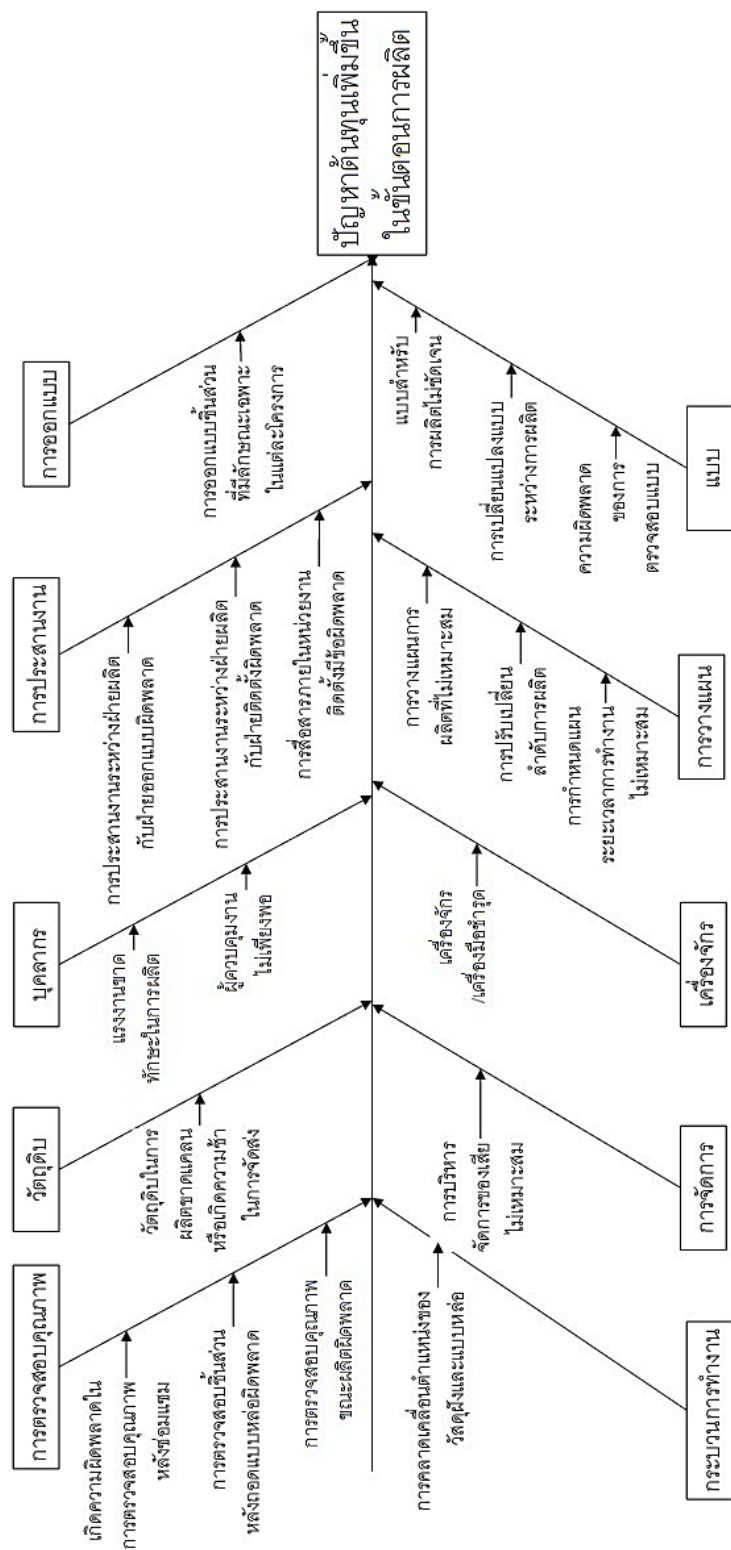 การตรวจสอบคุณภาพ
เกิดความผิดพลาดใน
การตรวจสอบคุณภาพ
หลังซ่อมแซม
การตรวจสอบชิ้นส่วน
หลังถอดแบบหล่อผิดพลาด
การตรวจสอบคุณภาพ
ขณะผลิตผิดพลาด
วัตถุดิบ
วัตถุดิบในการ
ผลิตขาดแคลน
หรือเกิดความช้า
ในการจัดส่ง
บุคลากร
แรงงานขาด
ทักษะในการผลิต
ผู้ควบคุมงาน
ไม่เพียงพอ
การประสานงาน
การประสานงานระหว่างฝ่ายผลิต
กับฝ่ายออกแบบผิดพลาด
การประสานงานระหว่างฝ่ายผลิต
กับฝ่ายติดตั้งผิดพลาด
การสื่อสารภายในหน่วยงาน
ติดตั้งมีข้อผิดพลาด
การออกแบบ
การออกแบบชิ้นส่วน
ที่มีลักษณะเฉพาะ
ในแต่ละโครงการ
ปัญหาต้นทุนเพิ่มขึ้น
ในขั้นตอนการผลิต
การคลาดเคลื่อนตำแหน่งของ
วัสดุฝังและแบบหล่อ
กระบวนการทำงาน
การบริหาร
จัดการของเสีย
ไม่เหมาะสม
การจัดการ
เครื่องจักร
/เครื่องมือชำรุด
เครื่องจักร
การวางแผนการ
ผลิตที่ไม่เหมาะสม
การปรับเปลี่ยน
ลำดับการผลิต
การกำหนดแผน
ระยะเวลาการทำงาน
ไม่เหมาะสม
การวางแผน
แบบสำหรับ
การผลิตไม่ชัดเจน
การเปลี่ยนแปลงแบบ
ระหว่างการผลิต
ความผิดพลาด
ของการ
ตรวจสอบแบบ
แบบ